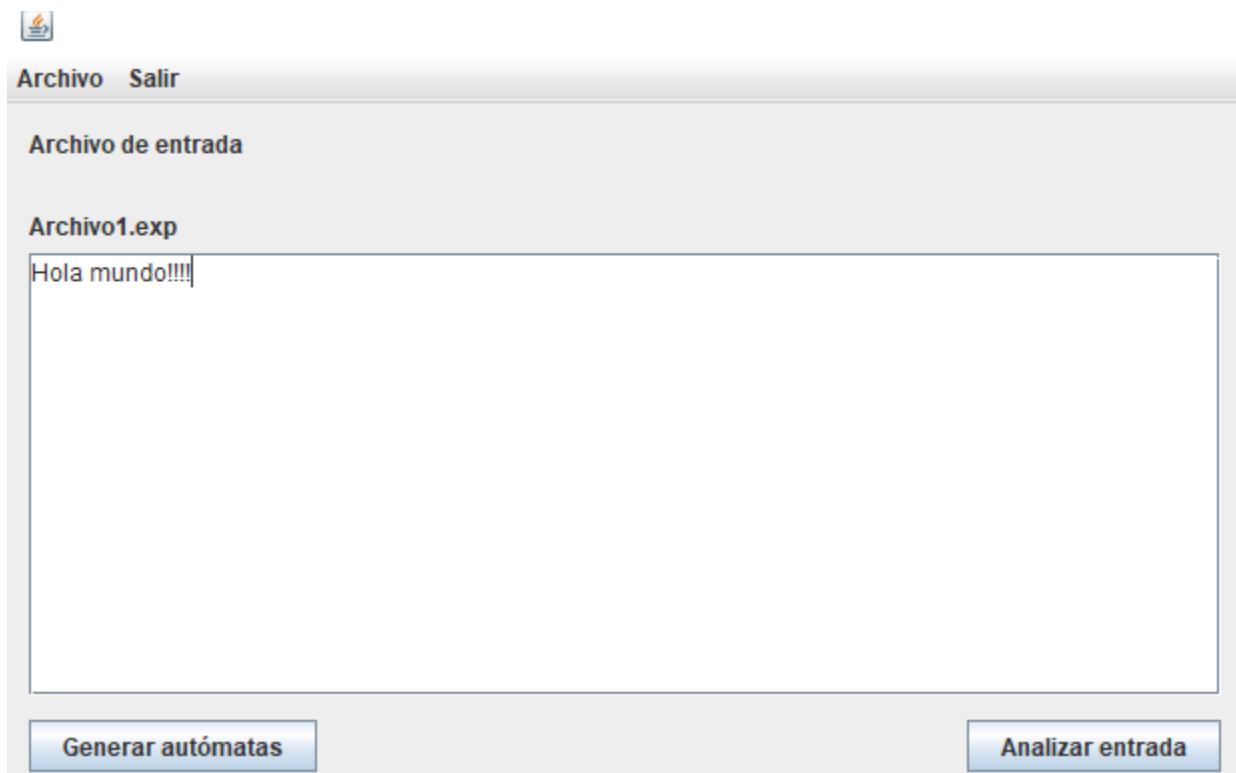 Archivo Salir
Archivo de entrada
Archivo1.exp
Hola mundo!!!!
Generar autómatas Analizar entrada